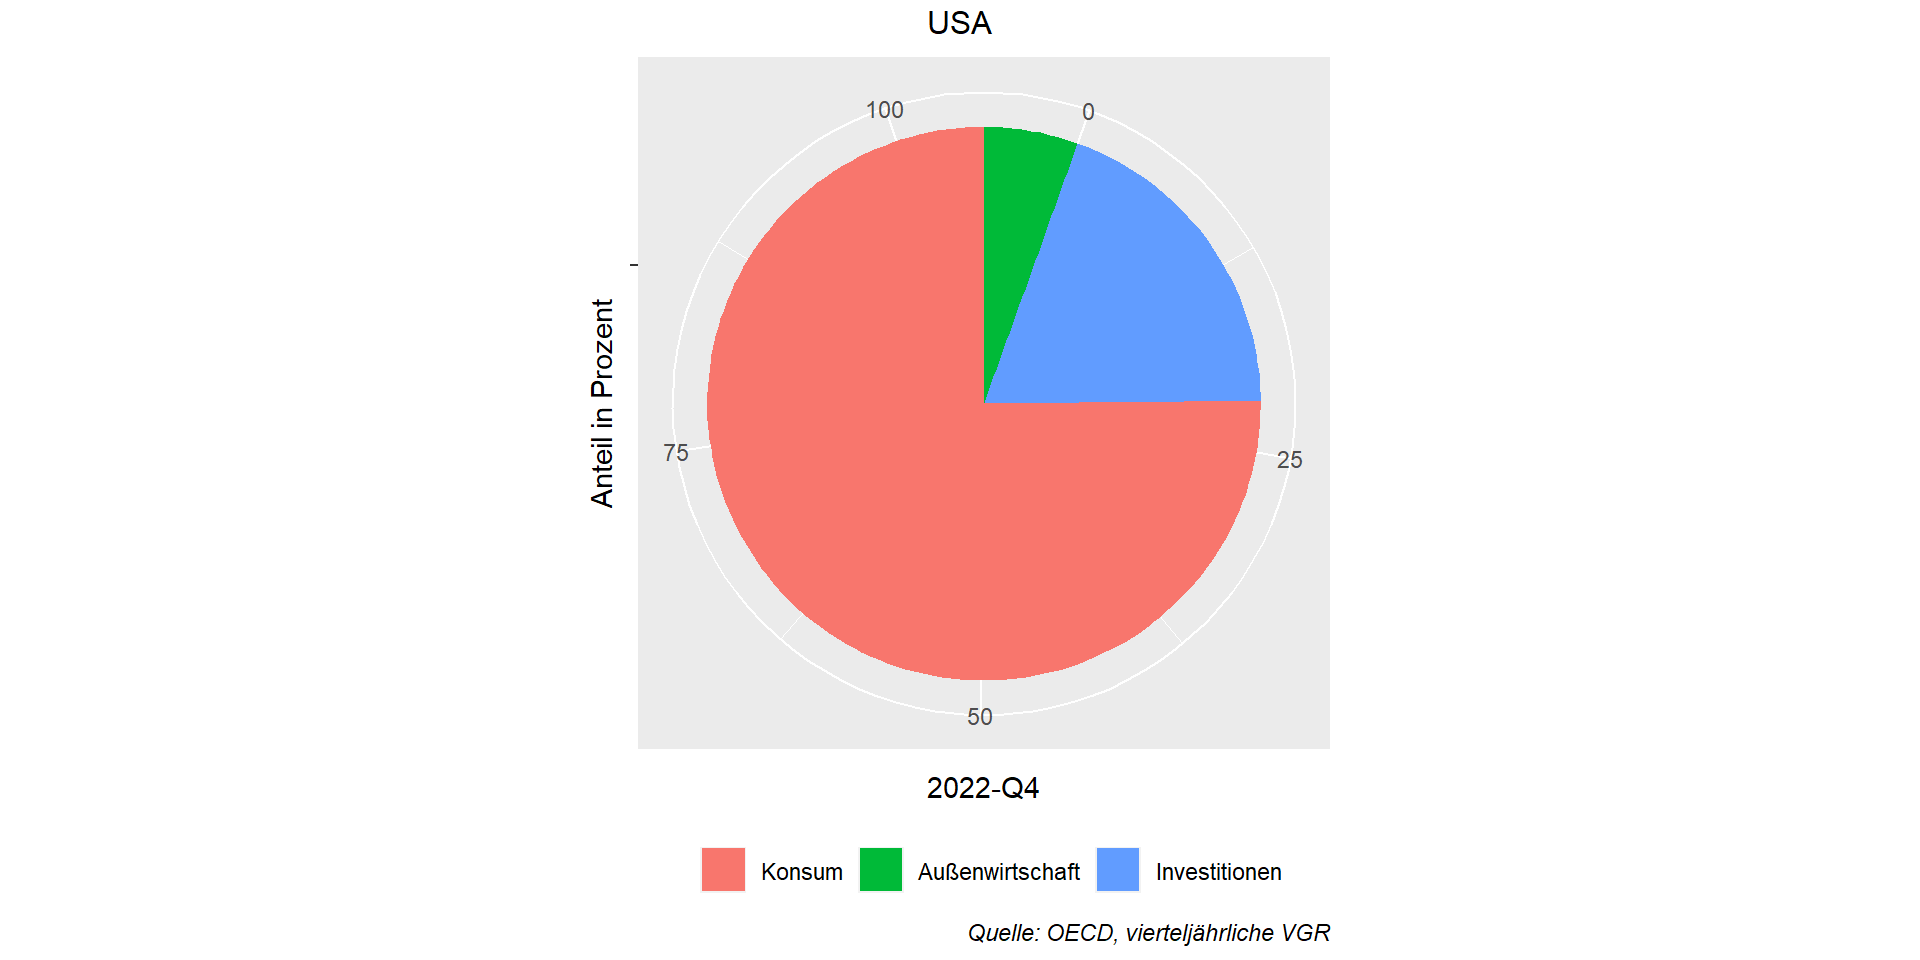 USA
100
0
Anteil in Prozent
75
25
50
2022-Q4
Konsum
Außenwirtschaft
Investitionen
Quelle: OECD, vierteljährliche VGR